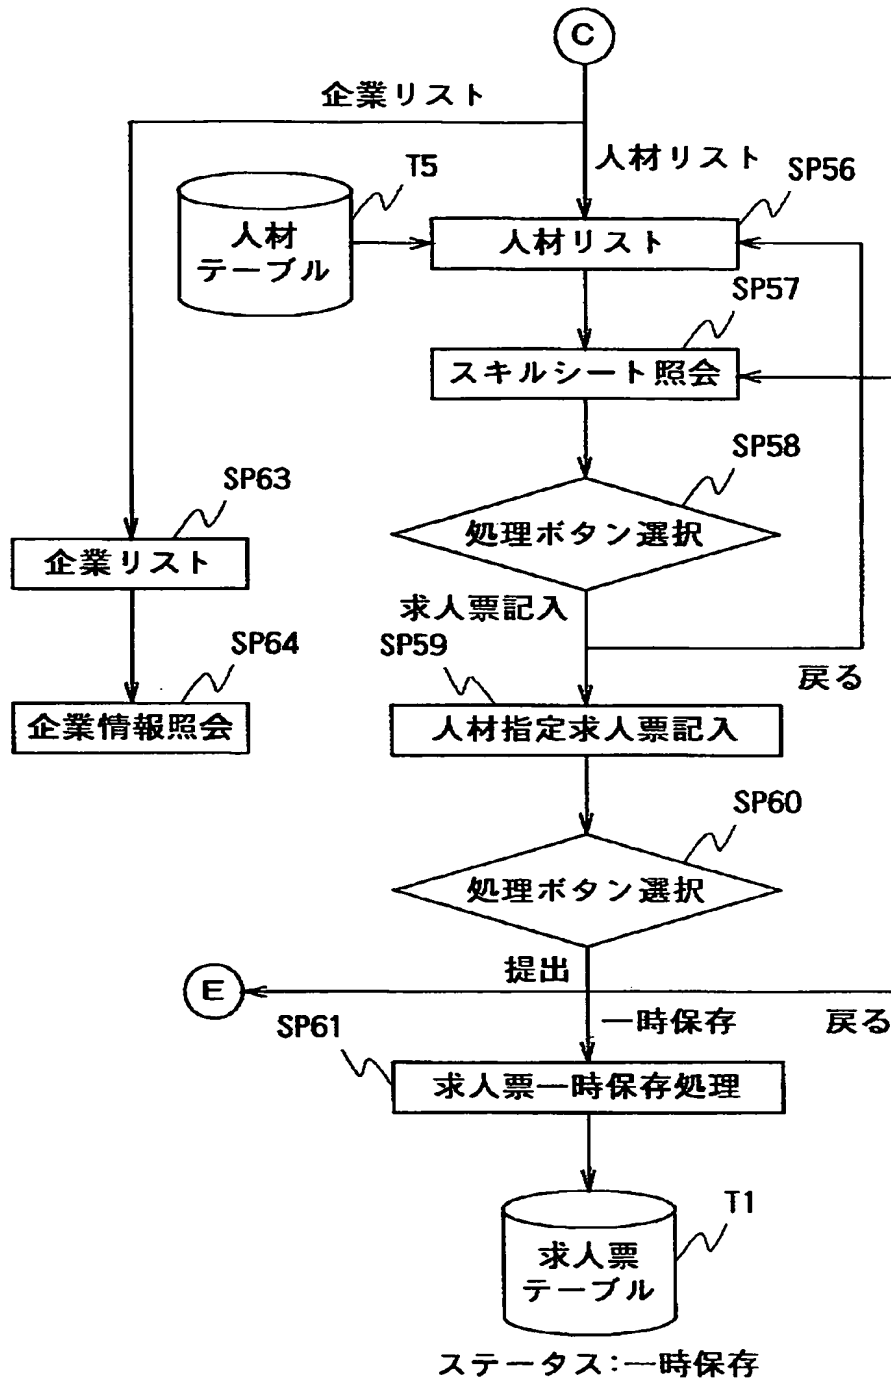 C
企業リスト
人材リスト
T5
SP56
人材
テーブル
人材リスト
SP57
スキルシート照会
SP58
処理ボタン選択
SP63
企業リスト
求人票記入
SP59
戻る
SP64
企業情報照会
人材指定求人票記入
SP60
処理ボタン選択
提出
E
一時保存
戻る
SP61
求人票一時保存処理
T1
求人票
テーブル
ステータス:一時保存